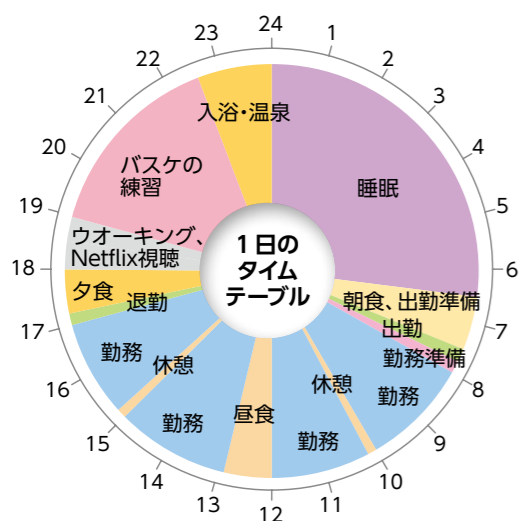 24
1
2
3
4
5
6
7
8
9
10
11
12
13
14
15
16
17
18
19
20
21
22
23
1日の
タイム
テーブル
睡眠
朝食、出勤準備
出勤
勤務準備
勤務
休憩
勤務
昼食
勤務
休憩
勤務
退勤
夕食
ウオーキング、
Netflix視聴
バスケの
練習
入浴・温泉